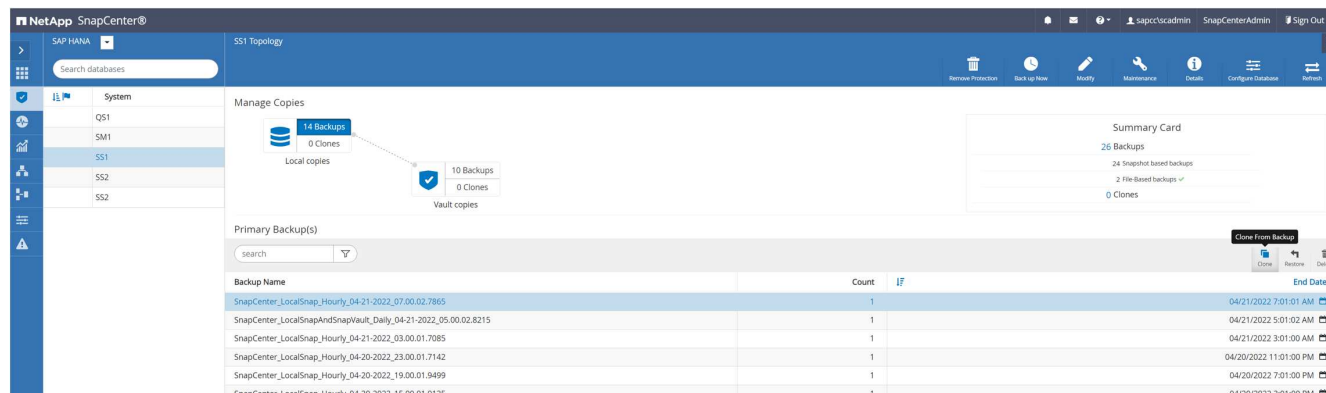 NetApp SnapCenter®
sapcc\scadmin SnapCenterAdmin Sign Out
SAP HANA
SS1 Topology
Search databases
Remove Protection Back up Now Modify Maintenance Details Configure Database Refresh
System
QS1
SM1
SS1
SS2
SS2
Manage Copies
14 Backups
0 Clones
Local copies
10 Backups
0 Clones
Vault copies
Summary Card
26 Backups
24 Snapshot based backups
2 File-Based backups
0 Clones
Primary Backup(s)
search
Clone From Backup
Clone Restore
Backup Name Count End Date
SnapCenter_LocalSnap_Hourly_04-21-2022_07.00.02.7865 1 04/21/2022 7:01:01 AM
SnapCenter_LocalSnapAndSnapVault_Daily_04-21-2022_05.00.02.8215 1 04/21/2022 5:01:02 AM
SnapCenter_LocalSnap_Hourly_04-21-2022_03.00.01.7085 1 04/21/2022 3:01:00 AM
SnapCenter_LocalSnap_Hourly_04-20-2022_23.00.01.7142 1 04/20/2022 11:01:00 PM
SnapCenter_LocalSnap_Hourly_04-20-2022_19.00.01.9499 1 04/20/2022 7:01:00 PM